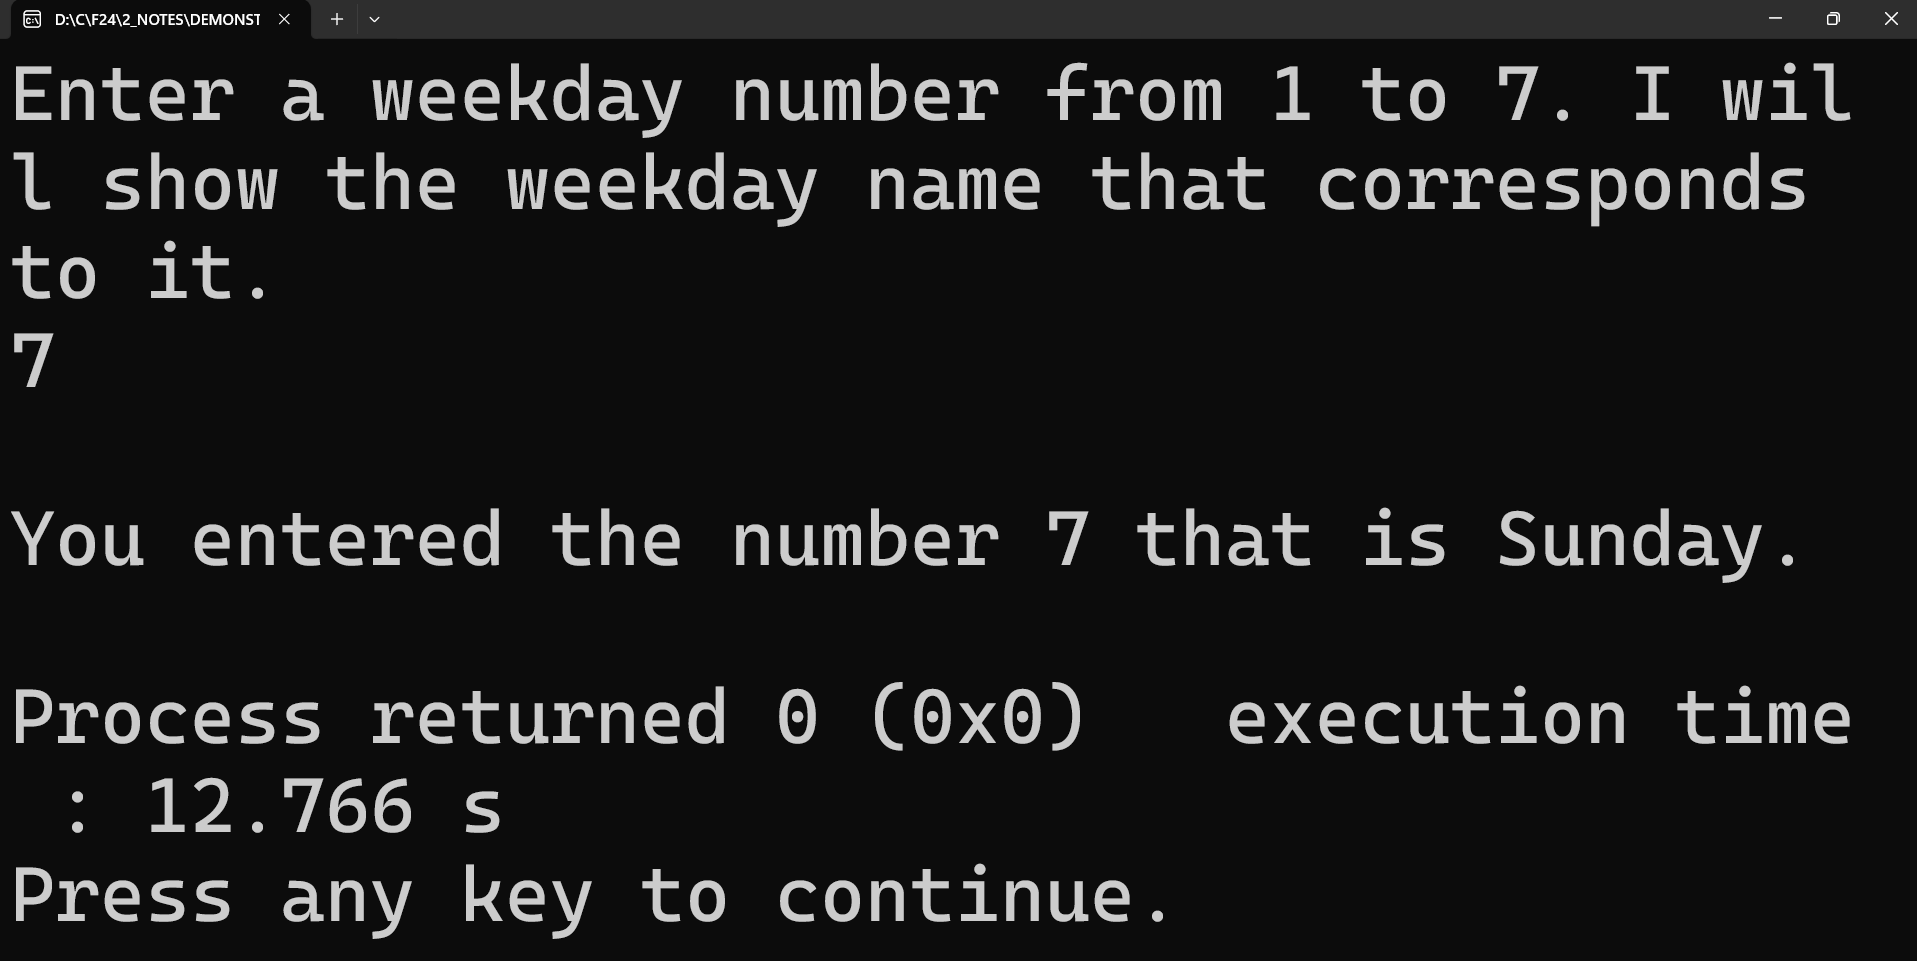 D:\C\F24\2_NOTES\DEMONST
Enter a weekday number from 1 to 7. I wil
l show the weekday name that corresponds
to it.
7
You entered the number 7 that is Sunday.
Process returned 0 (0x0)   execution time
 : 12.766 s
Press any key to continue.